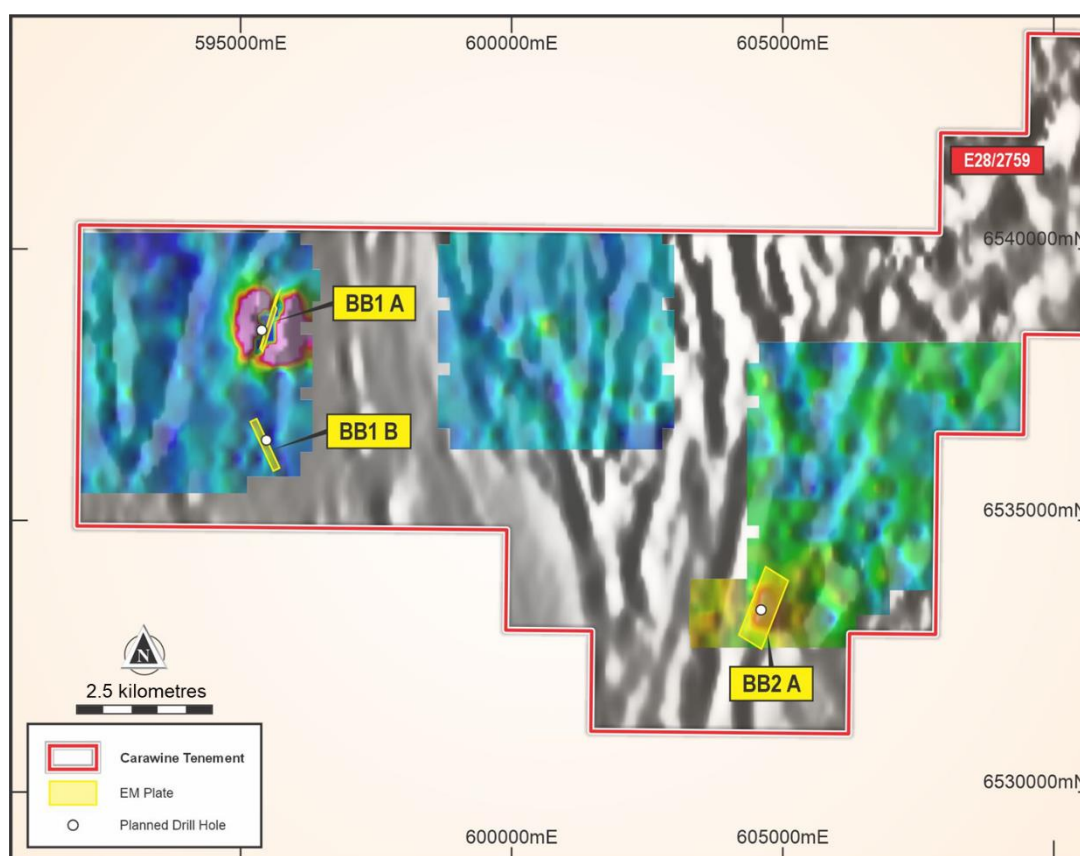 595000mE
600000mE
605000mE
E28/2759
6540000mN
BB1 A
BB1 B
6535000mN
BB2 A
N
2.5 kilometres
Carawine Tenement
EM Plate
Planned Drill Hole
6530000mN
600000mE
605000mE